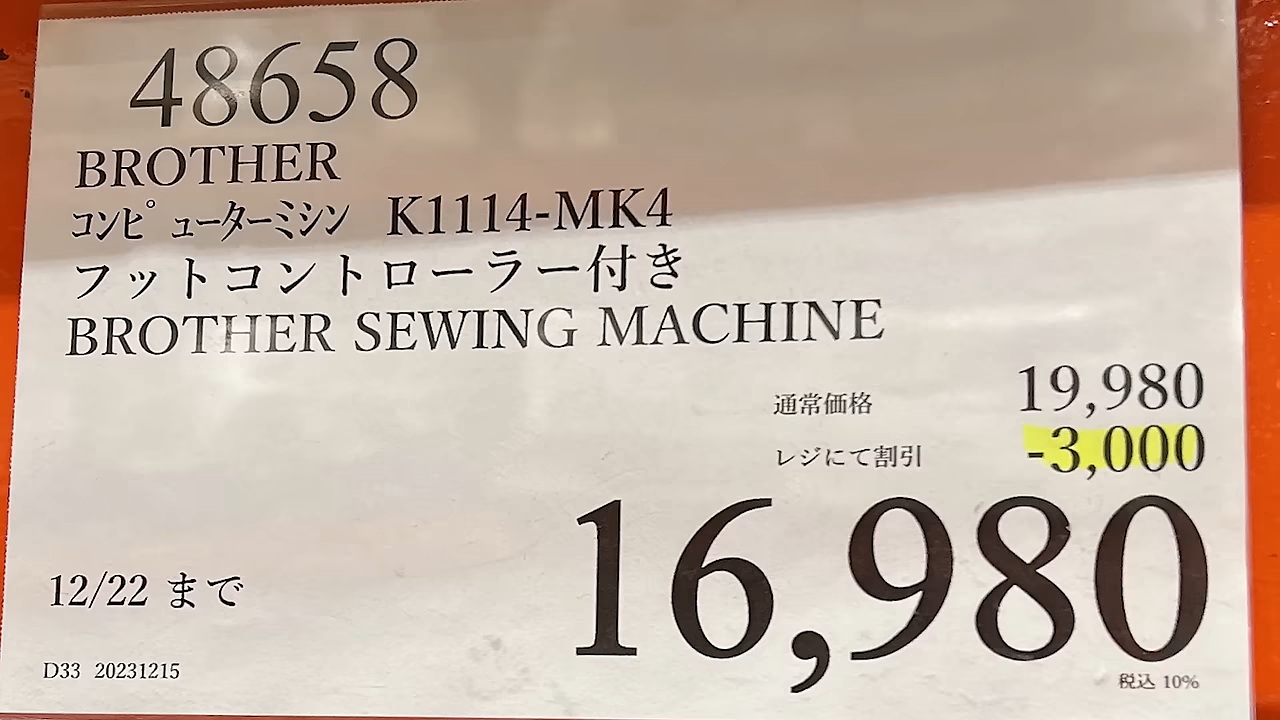 48658
BROTHER
コンピューターミシン K1114-MK4
フットコントローラー付き
BROTHER SEWING MACHINE
通常価格 19,980
レジにて割引 -3,000
16,980
12/22 まで
税込 10%
D33 20231215